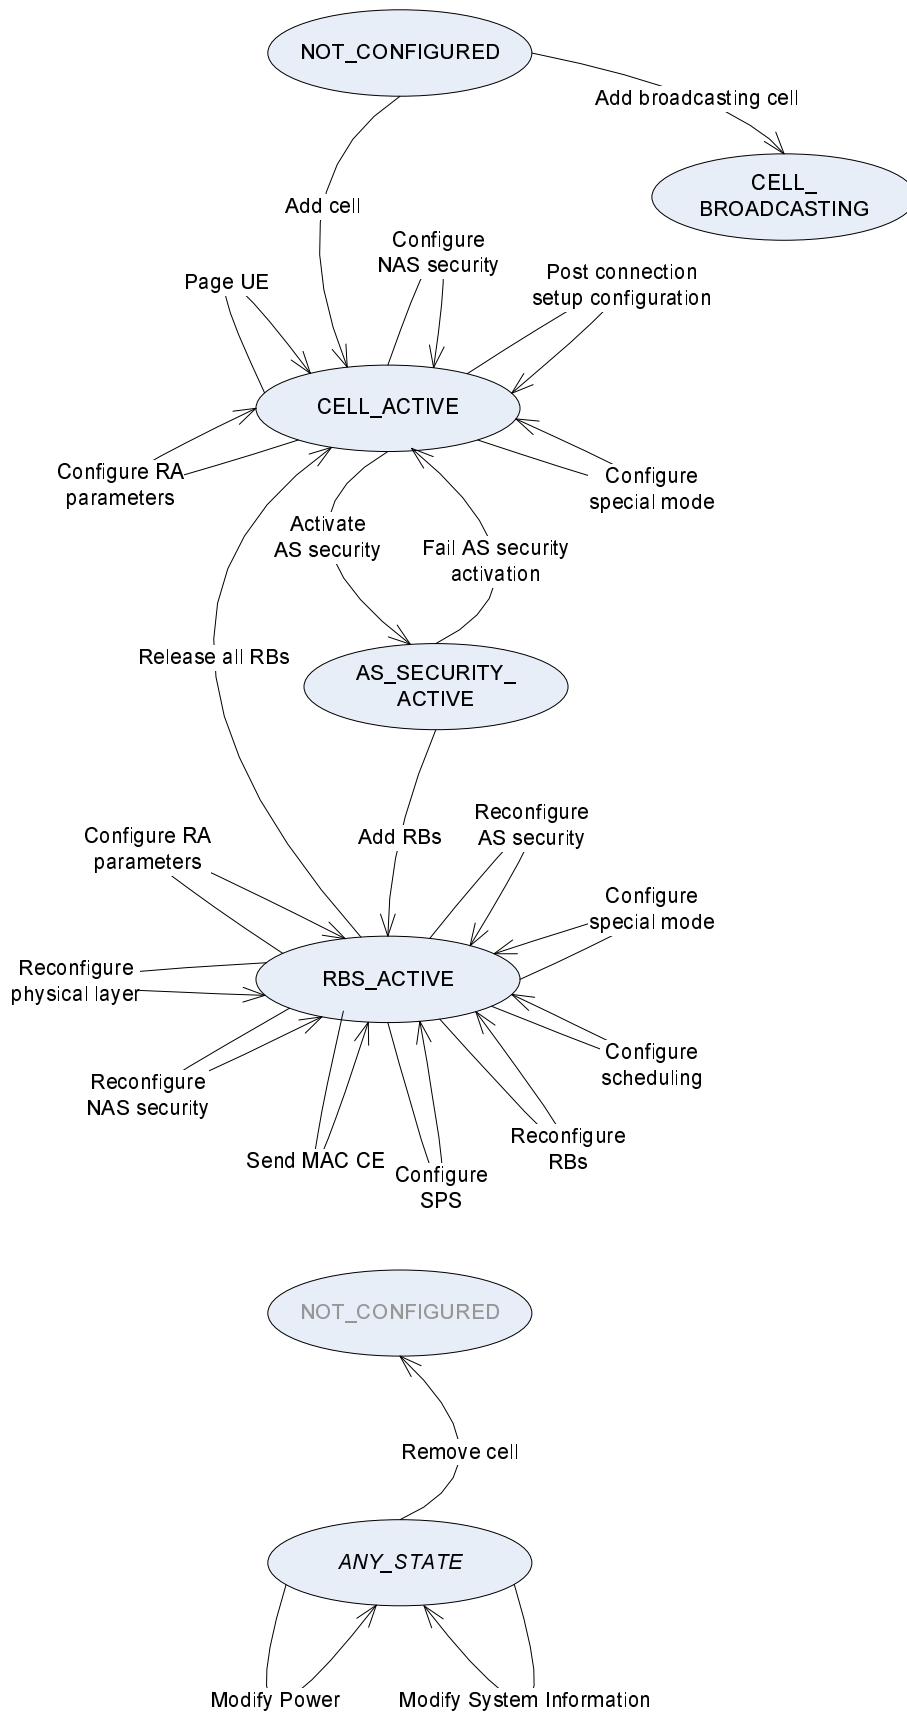 NOT_CONFIGURED
Add broadcasting cell
CELL_
BROADCASTING
Add cell
Configure
NAS security
Page UE
Post connection
setup configuration
CELL_ACTIVE
Configure RA
parameters
Configure
special mode
Activate
AS security
Fail AS security
activation
Release all RBs
AS_SECURITY_
ACTIVE
Add RBs
Reconfigure
AS security
Configure RA
parameters
Configure
special mode
Reconfigure
physical layer
RBS_ACTIVE
Configure
scheduling
Reconfigure
NAS security
Reconfigure
RBs
Send MAC CE
Configure
SPS
NOT_CONFIGURED
Remove cell
ANY_STATE
Modify Power
Modify System Information